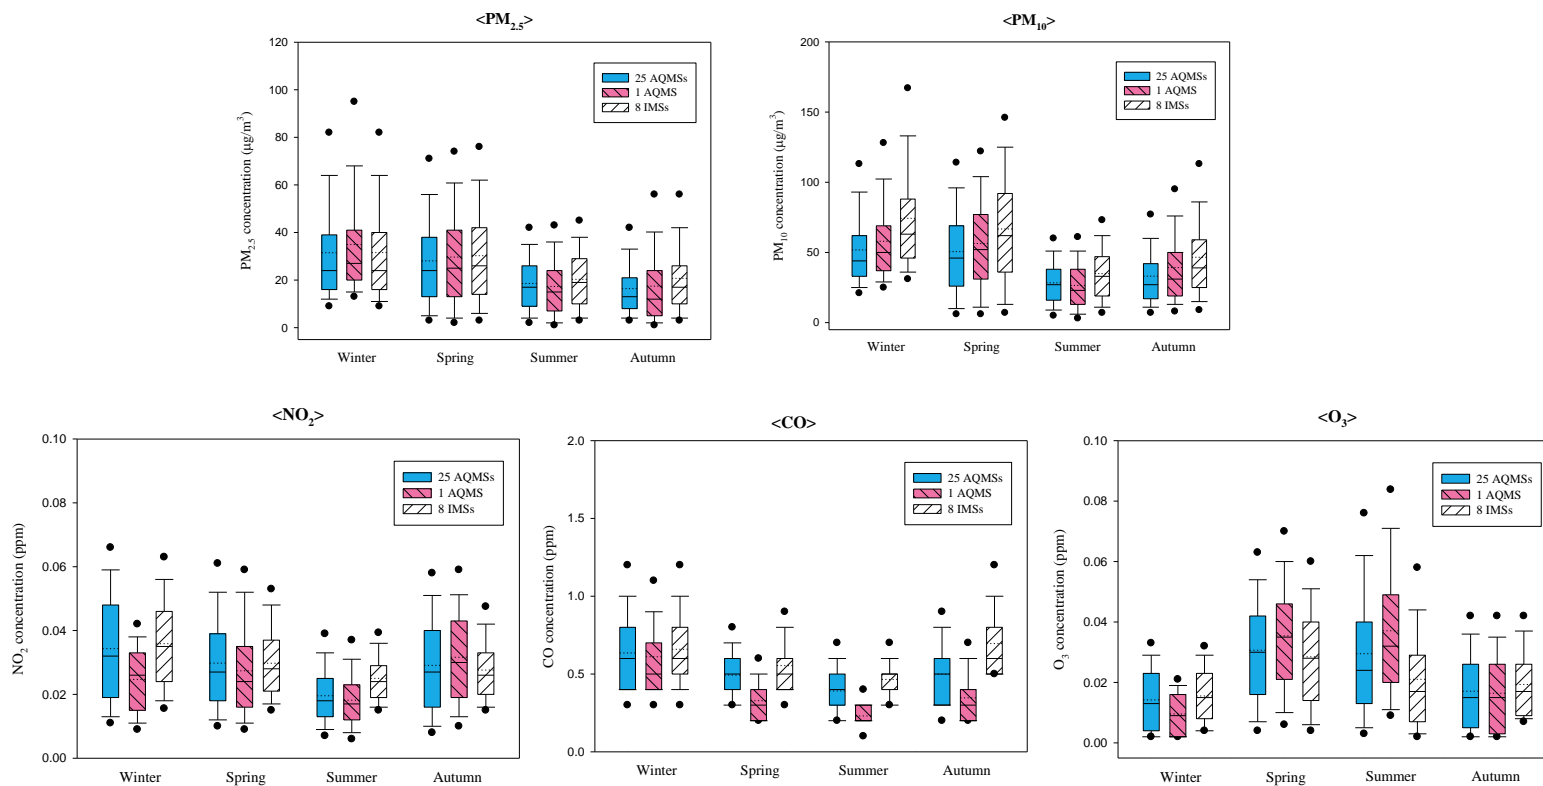 <PM2.5>
PM2.5 concentration (μg/m3)
120
100
80
60
40
20
0
25 AQMSs
1 AQMS
8 IMSs
Winter Spring Summer Autumn
<PM10>
PM10 concentration (μg/m3)
200
150
100
50
0
25 AQMSs
1 AQMS
8 IMSs
Winter Spring Summer Autumn
<NO2>
NO2 concentration (ppm)
0.10
0.08
0.06
0.04
0.02
0.00
25 AQMSs
1 AQMS
8 IMSs
Winter Spring Summer Autumn
<CO>
CO concentration (ppm)
2.0
1.5
1.0
0.5
0.0
25 AQMSs
1 AQMS
8 IMSs
Winter Spring Summer Autumn
<O3>
O3 concentration (ppm)
0.10
0.08
0.06
0.04
0.02
0.00
25 AQMSs
1 AQMS
8 IMSs
Winter Spring Summer Autumn